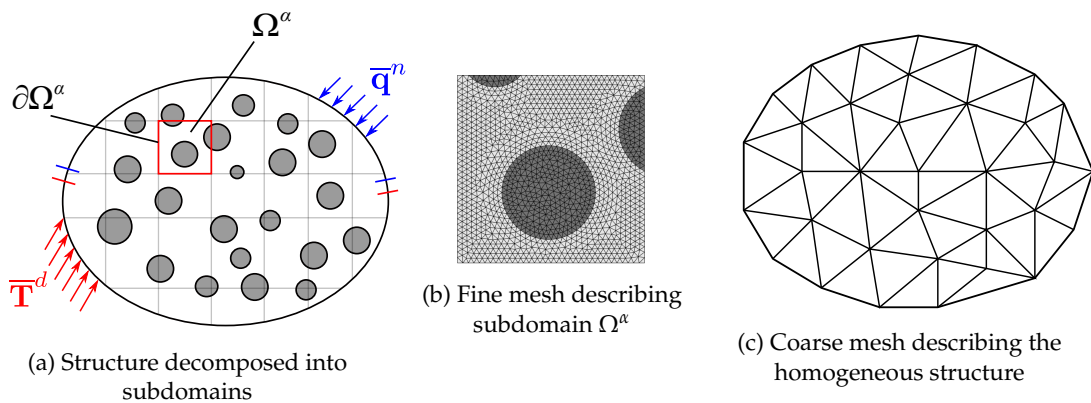 Ω^α
∂Ω^α
q̅^n
T̅^d
(a) Structure decomposed into
subdomains
(b) Fine mesh describing
subdomain Ω^α
(c) Coarse mesh describing the
homogeneous structure